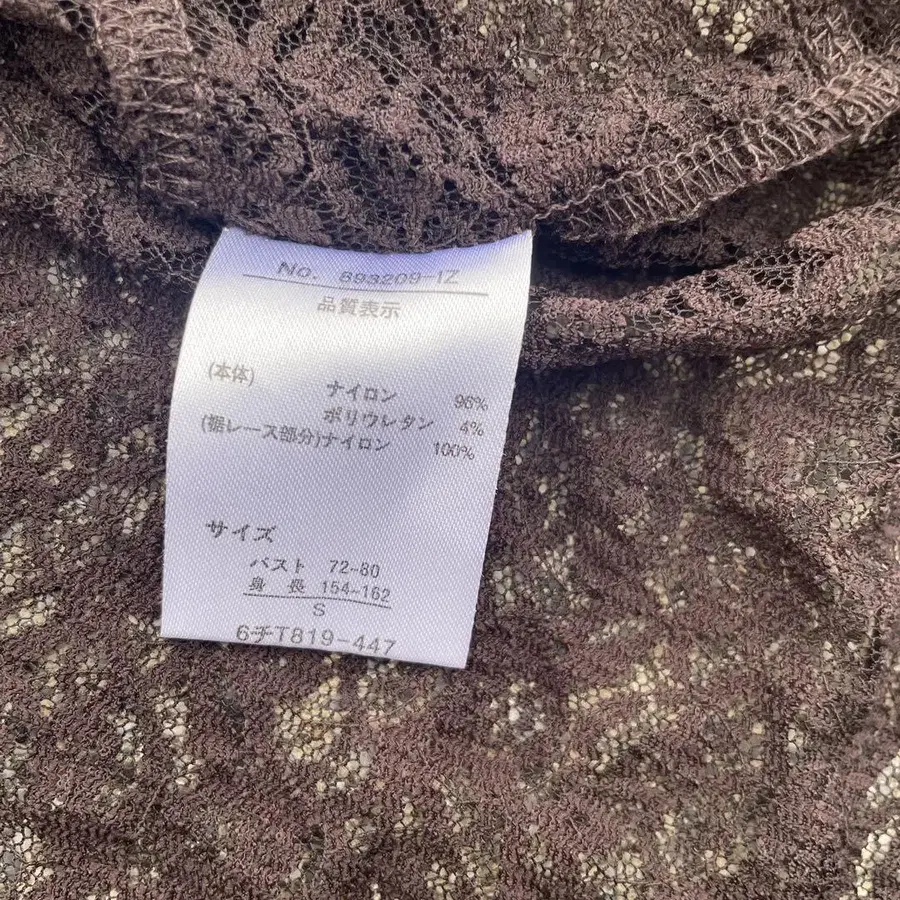 No. 893209-IZ
品質表示
(本体) ナイロン 96%
ポリウレタン 4%
(裾レース部分)ナイロン 100%
サイズ
バスト 72~80
身長 154~162
S
6チT819-447